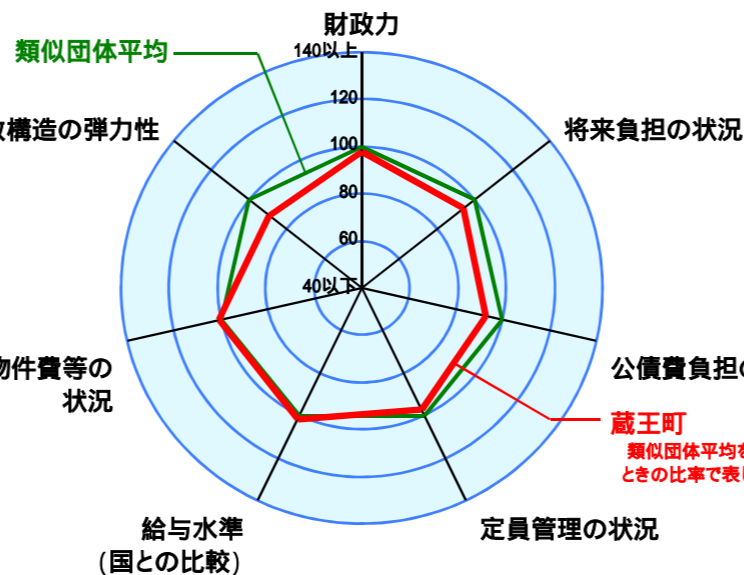 財政力
140以上
類似団体平均
120
政構造の弾力性
将来負担の状況
100
80
60
40以下
物件費等の
状況
公債費負担の
蔵王町
類似団体平均を
ときの比率で表し
給与水準
(国との比較)
定員管理の状況